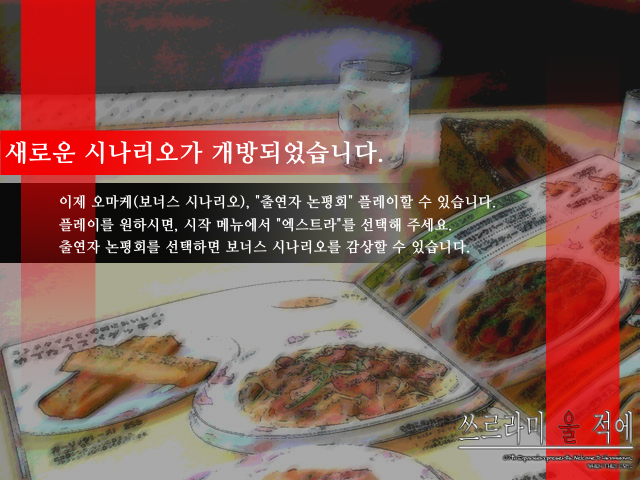 새로운 시나리오가 개방되었습니다.
이제 오마케(보너스 시나리오), "출연자 논평회" 플레이할 수 있습니다.
플레이를 원하시면, 시작 메뉴에서 "엑스트라"를 선택해 주세요.
출연자 논평회를 선택하면 보너스 시나리오를 감상할 수 있습니다.
쓰르라미 울 적에